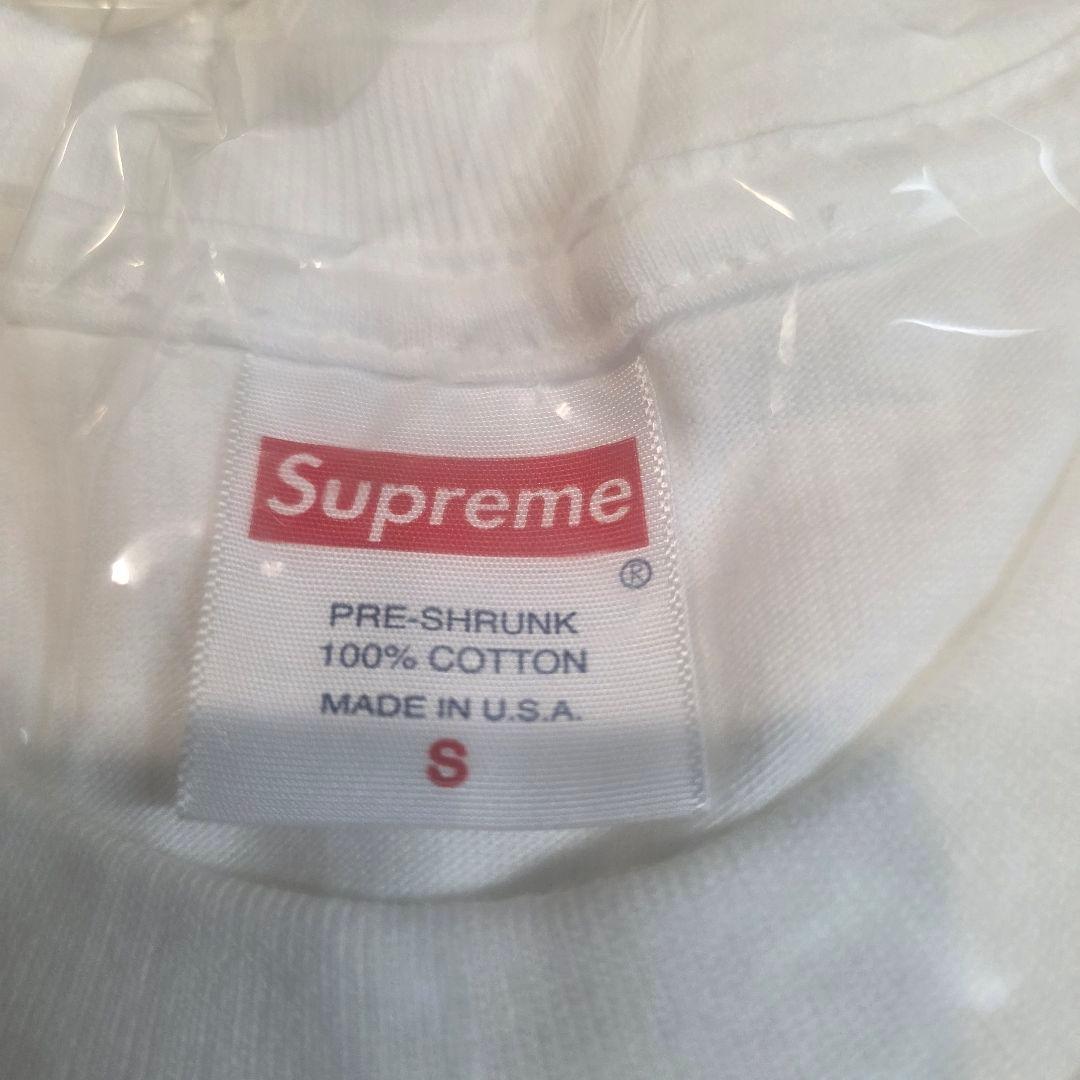 Supreme
®
PRE-SHRUNK
100% COTTON
MADE IN U.S.A.
S